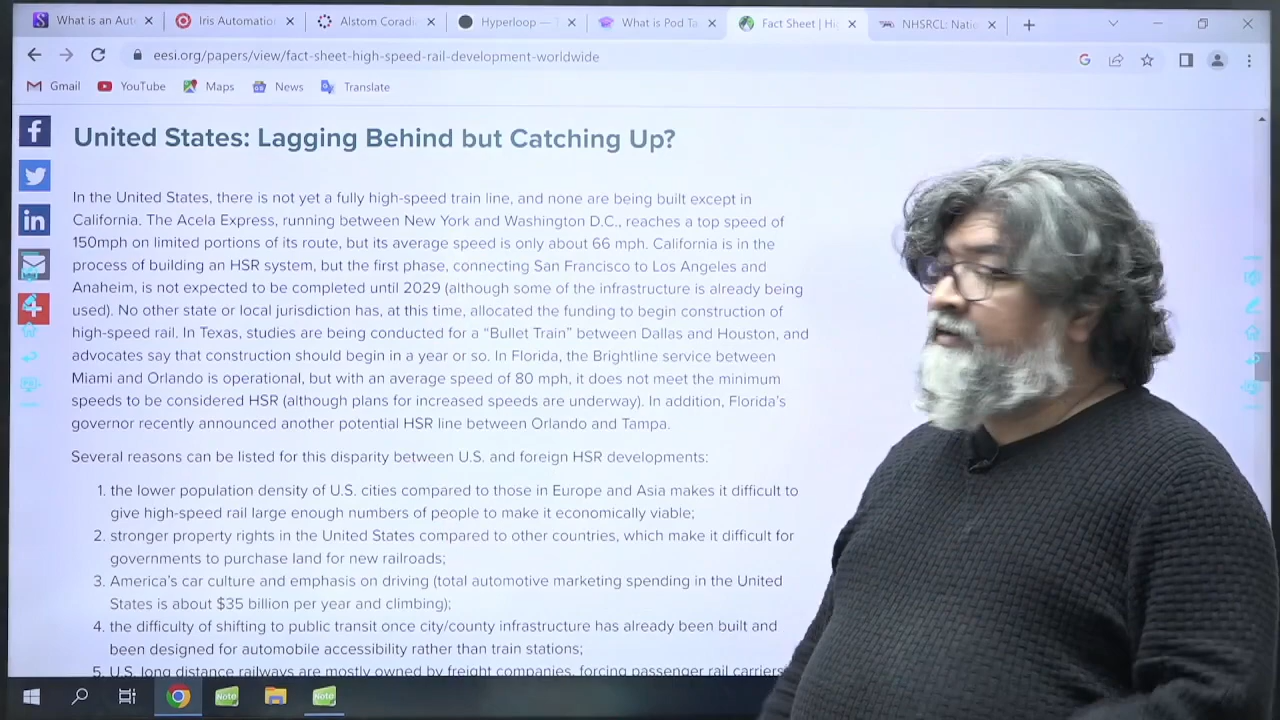 What is an Aut
Iris Automatio
Alstom Coradi
Hyperloop —
What is Pod Ta
Fact Sheet | Hi
NHSRCL: Natio
eesi.org/papers/view/fact-sheet-high-speed-rail-development-worldwide
Gmail
YouTube
Maps
News
Translate
United States: Lagging Behind but Catching Up?
In the United States, there is not yet a fully high-speed train line, and none are being built except in
California. The Acela Express, running between New York and Washington D.C., reaches a top speed of
150mph on limited portions of its route, but its average speed is only about 66 mph. California is in the
process of building an HSR system, but the first phase, connecting San Francisco to Los Angeles and
Anaheim, is not expected to be completed until 2029 (although some of the infrastructure is already being
used). No other state or local jurisdiction has, at this time, allocated the funding to begin construction of
high-speed rail. In Texas, studies are being conducted for a “Bullet Train” between Dallas and Houston, and
advocates say that construction should begin in a year or so. In Florida, the Brightline service between
Miami and Orlando is operational, but with an average speed of 80 mph, it does not meet the minimum
speeds to be considered HSR (although plans for increased speeds are underway). In addition, Florida’s
governor recently announced another potential HSR line between Orlando and Tampa.
Several reasons can be listed for this disparity between U.S. and foreign HSR developments:
1. the lower population density of U.S. cities compared to those in Europe and Asia makes it difficult to
give high-speed rail large enough numbers of people to make it economically viable;
2. stronger property rights in the United States compared to other countries, which make it difficult for
governments to purchase land for new railroads;
3. America’s car culture and emphasis on driving (total automotive marketing spending in the United
States is about $35 billion per year and climbing);
4. the difficulty of shifting to public transit once city/county infrastructure has already been built and
been designed for automobile accessibility rather than train stations;
5. U.S. long distance railways are mostly owned by freight companies, forcing passenger rail carriers
Note
Note